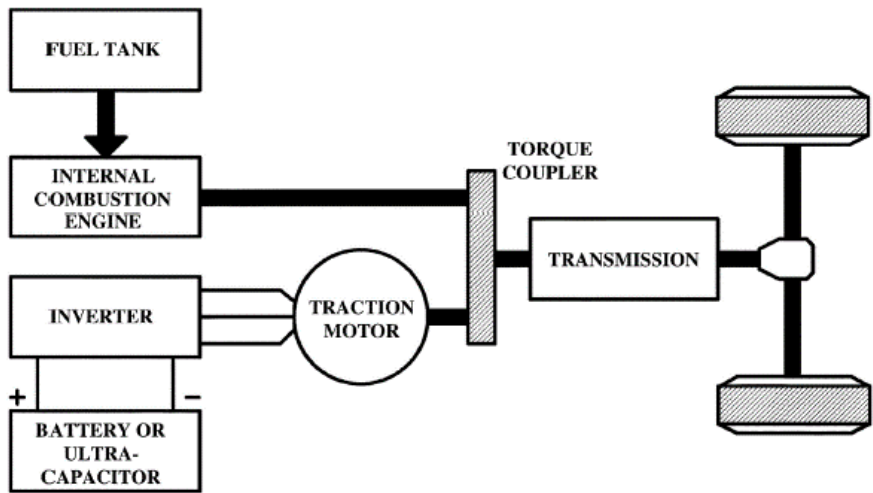 FUEL TANK
INTERNAL
COMBUSTION
ENGINE
TORQUE
COUPLER
TRANSMISSION
INVERTER
TRACTION
MOTOR
+
−
BATTERY OR
ULTRA-
CAPACITOR